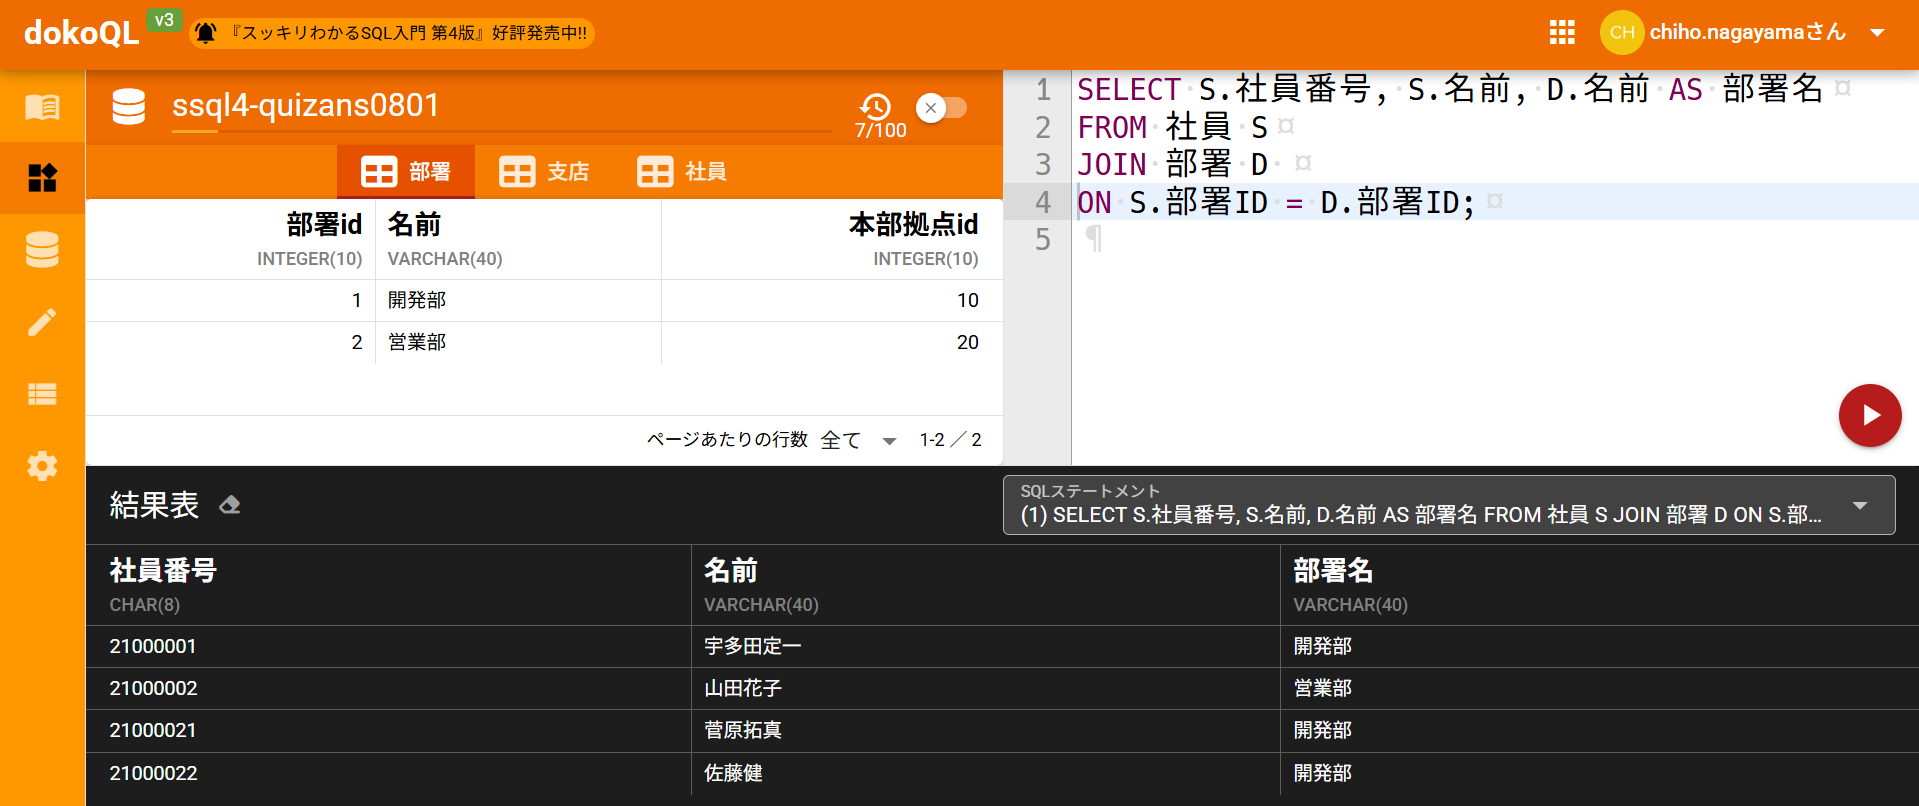 dokoQL v3 『スッキリわかるSQL入門 第4版』好評発売中!! CH chiho.nagayamaさん
ssql4-quizans0801
7/100
部署 支店 社員
部署id 名前 本部拠点id
INTEGER(10) VARCHAR(40) INTEGER(10)
1 開発部 10
2 営業部 20
ページあたりの行数 全て 1-2 ／ 2
1 SELECT S.社員番号, S.名前, D.名前 AS 部署名
2 FROM 社員 S
3 JOIN 部署 D
4 ON S.部署ID = D.部署ID;
5
結果表
SQLステートメント
(1) SELECT S.社員番号, S.名前, D.名前 AS 部署名 FROM 社員 S JOIN 部署 D ON S.部...
社員番号 名前 部署名
CHAR(8) VARCHAR(40) VARCHAR(40)
21000001 宇多田定一 開発部
21000002 山田花子 営業部
21000021 菅原拓真 開発部
21000022 佐藤健 開発部